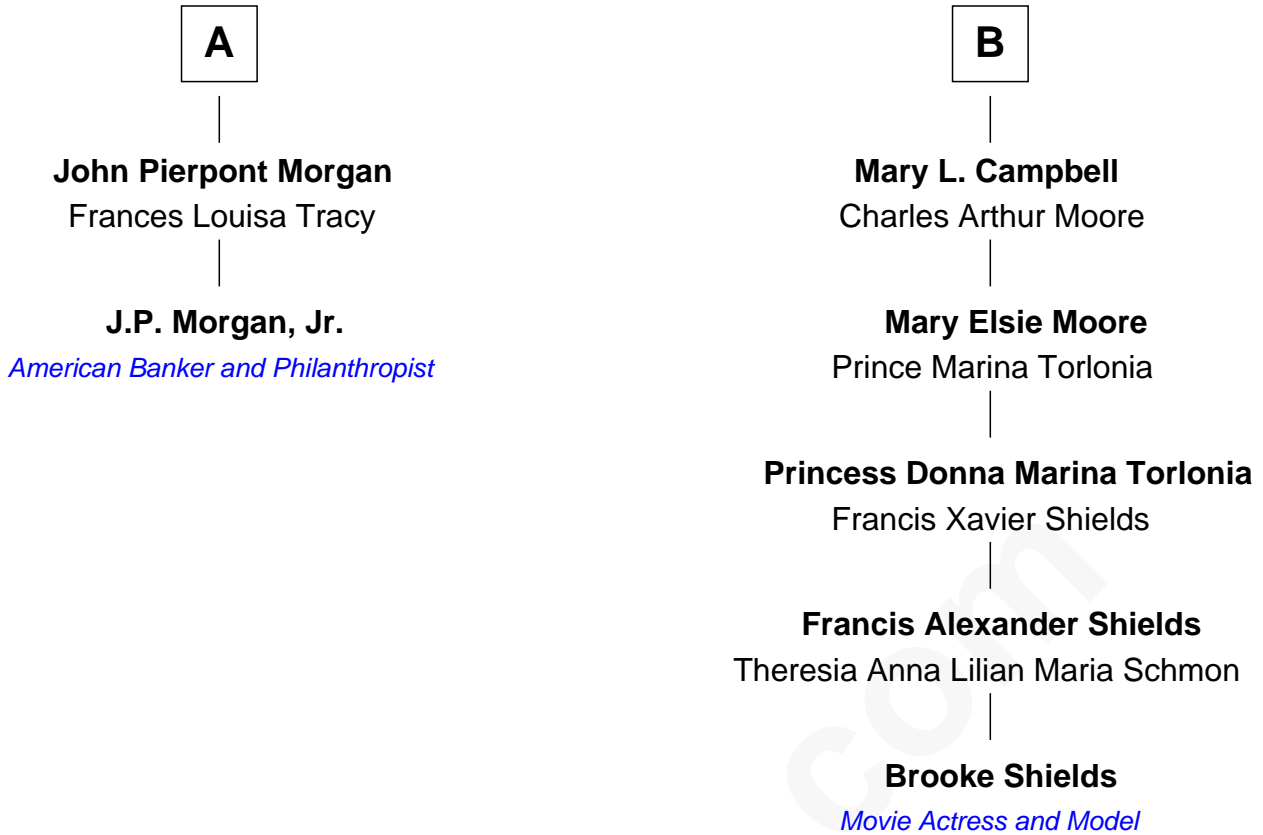 A
John Pierpont Morgan
Frances Louisa Tracy
J.P. Morgan, Jr.
American Banker and Philanthropist
B
Mary L. Campbell
Charles Arthur Moore
Mary Elsie Moore
Prince Marina Torlonia
Princess Donna Marina Torlonia
Francis Xavier Shields
Francis Alexander Shields
Theresia Anna Lilian Maria Schmon
Brooke Shields
Movie Actress and Model
com